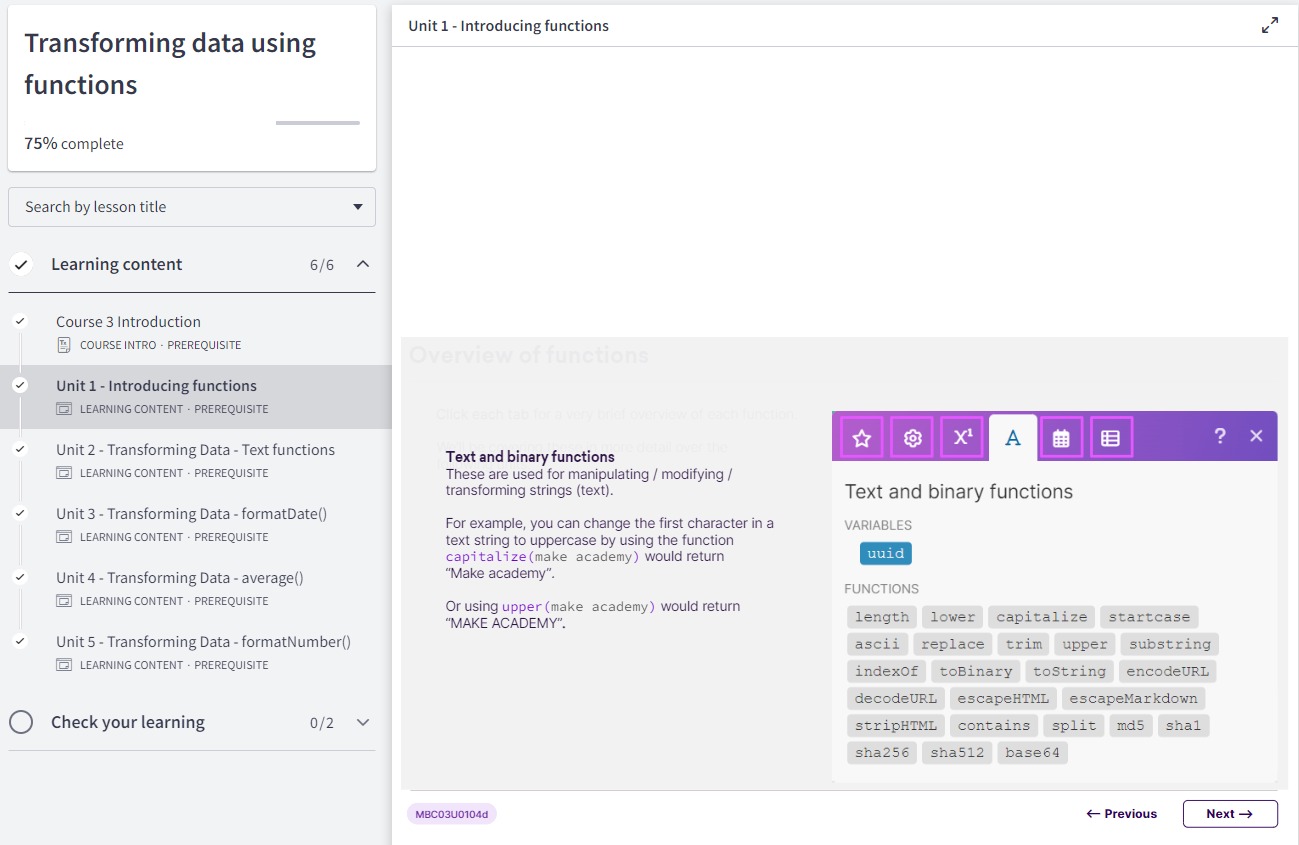 Transforming data using
functions
75% complete
Search by lesson title
Learning content 6/6
Course 3 Introduction
COURSE INTRO · PREREQUISITE
Unit 1 - Introducing functions
LEARNING CONTENT · PREREQUISITE
Unit 2 - Transforming Data - Text functions
LEARNING CONTENT · PREREQUISITE
Unit 3 - Transforming Data - formatDate()
LEARNING CONTENT · PREREQUISITE
Unit 4 - Transforming Data - average()
LEARNING CONTENT · PREREQUISITE
Unit 5 - Transforming Data - formatNumber()
LEARNING CONTENT · PREREQUISITE
Check your learning 0/2
Unit 1 - Introducing functions
Overview of functions
Click each tab for a very brief overview of each function.
Text and binary functions
These are used for manipulating / modifying /
transforming strings (text).
For example, you can change the first character in a
text string to uppercase by using the function
capitalize(make academy) would return
“Make academy”.
Or using upper(make academy) would return
“MAKE ACADEMY”.
X¹ A ? ×
Text and binary functions
VARIABLES
uuid
FUNCTIONS
length lower capitalize startcase
ascii replace trim upper substring
indexOf toBinary toString encodeURL
decodeURL escapeHTML escapeMarkdown
stripHTML contains split md5 sha1
sha256 sha512 base64
MBC03U0104d
← Previous Next →